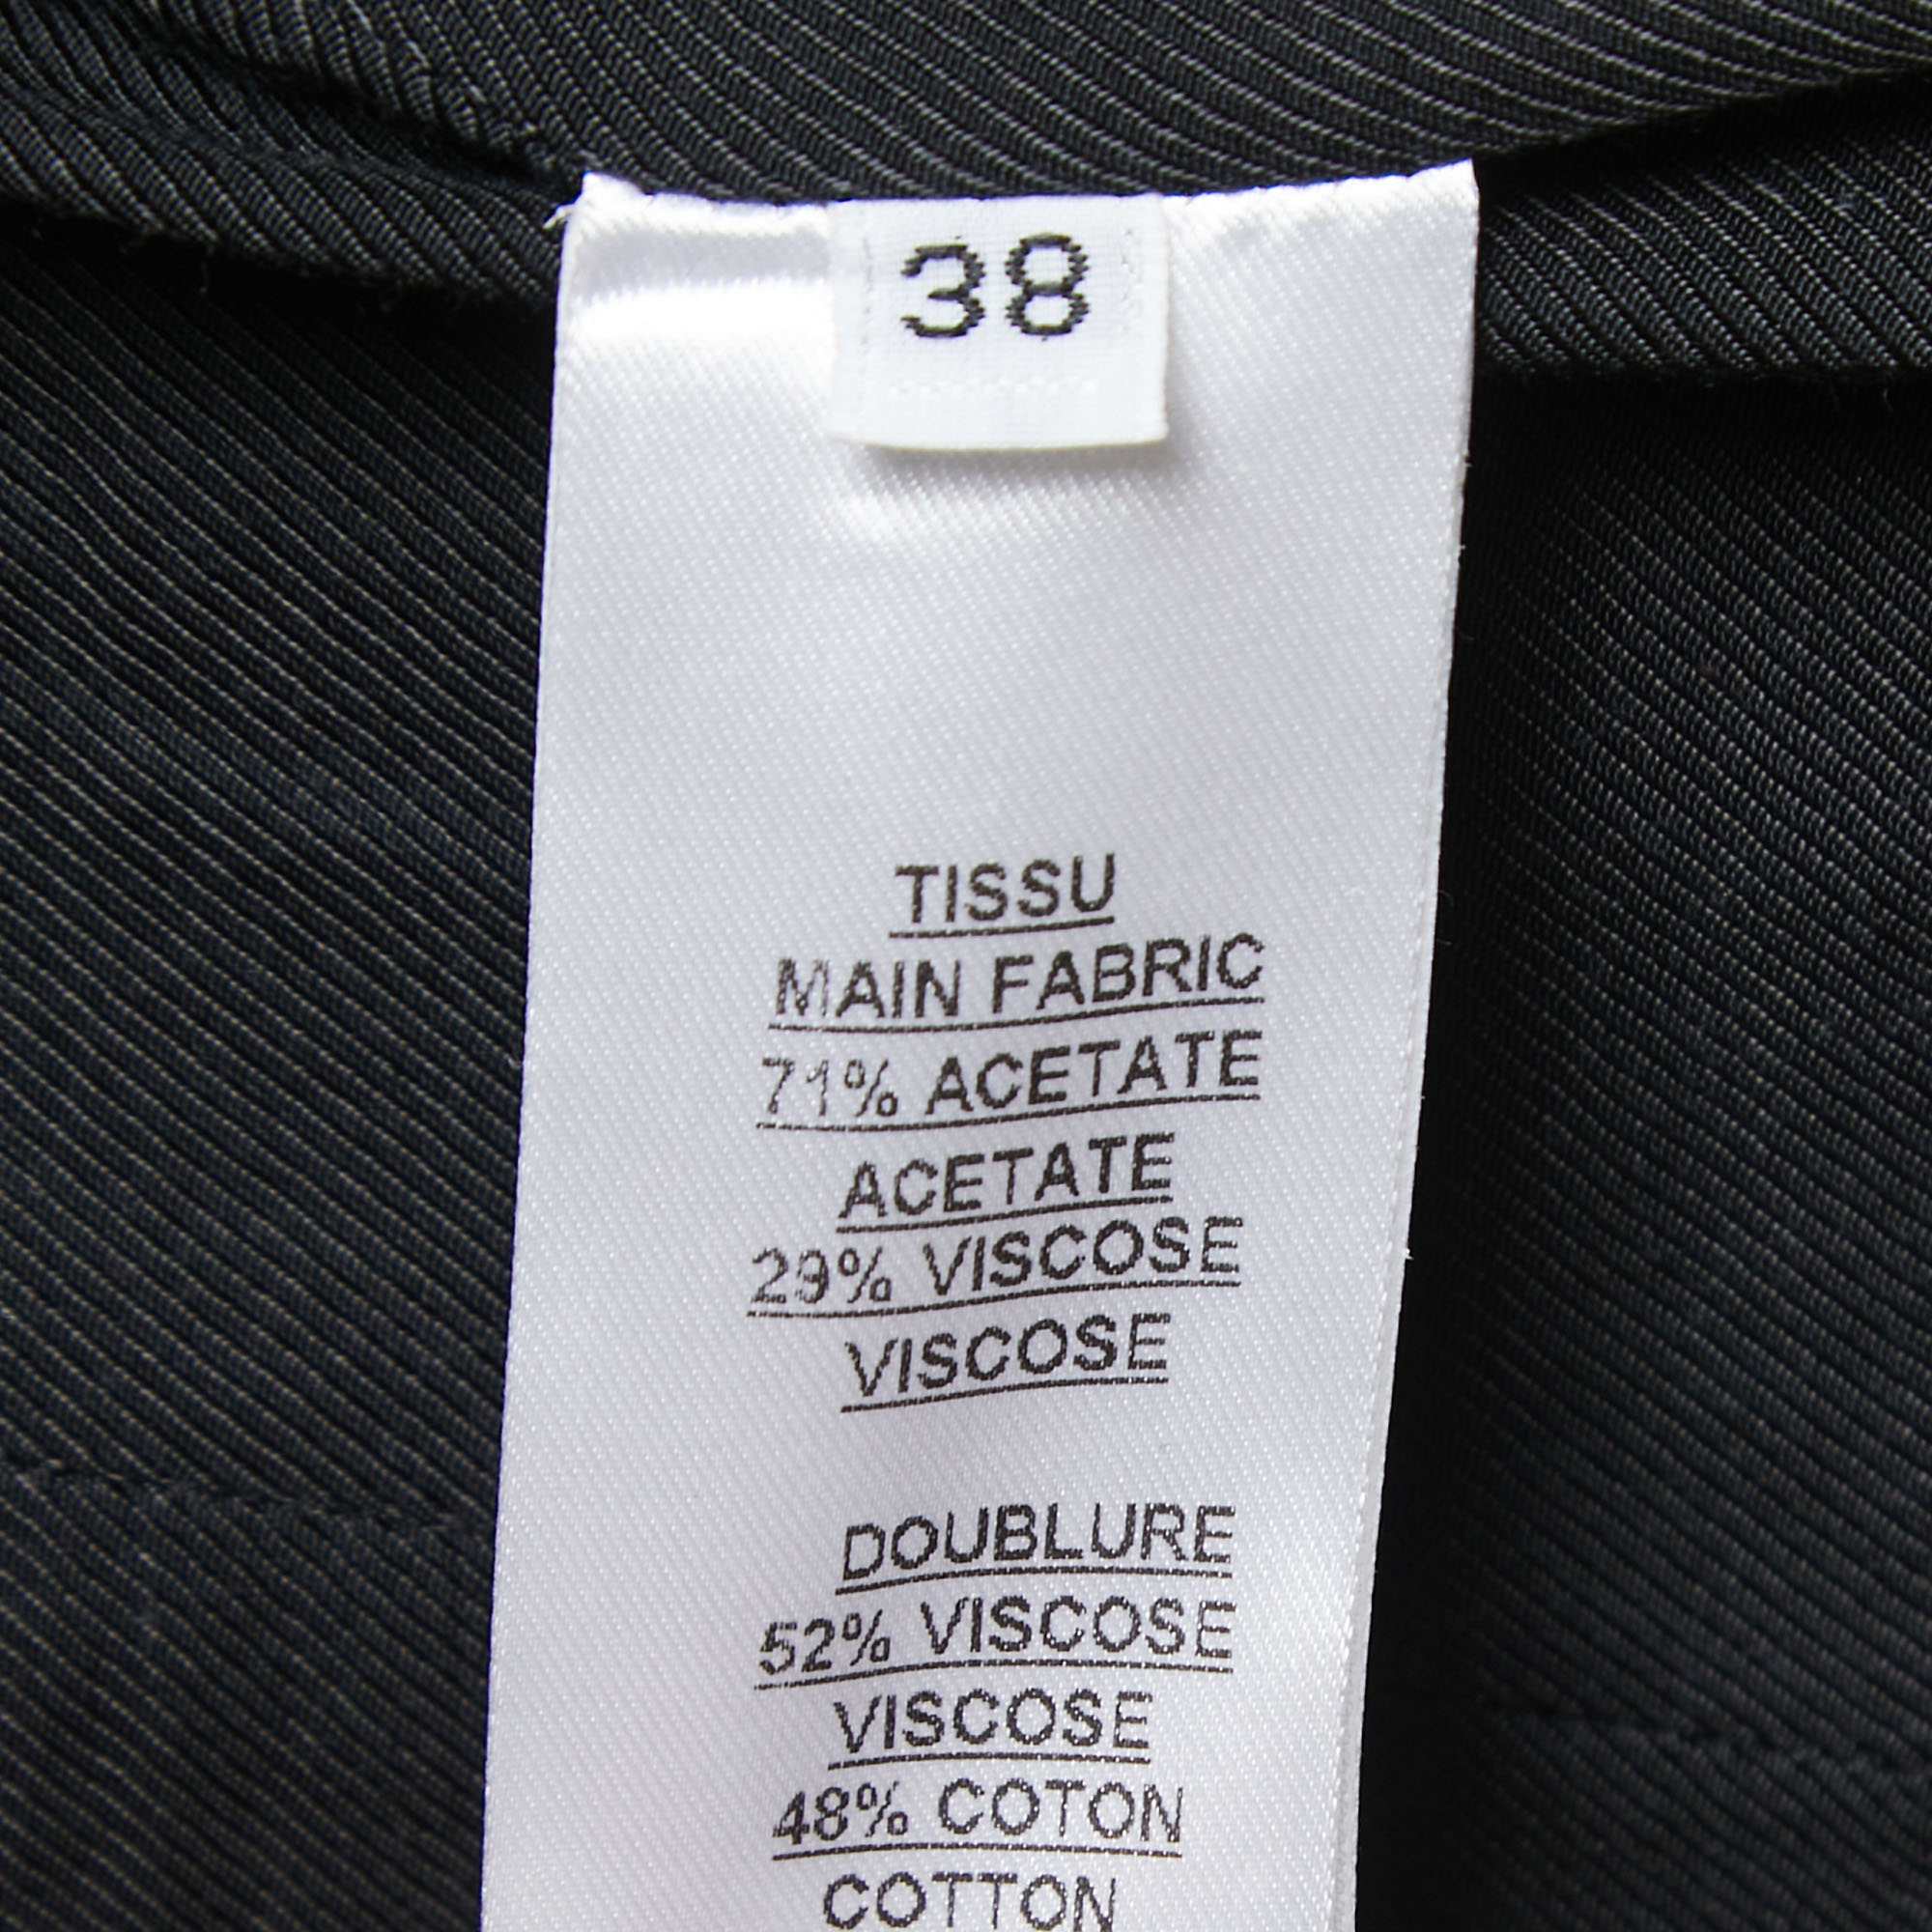 38
TISSU
MAIN FABRIC
71% ACETATE
ACETATE
29% VISCOSE
VISCOSE
DOUBLURE
52% VISCOSE
VISCOSE
48% COTON
COTTON